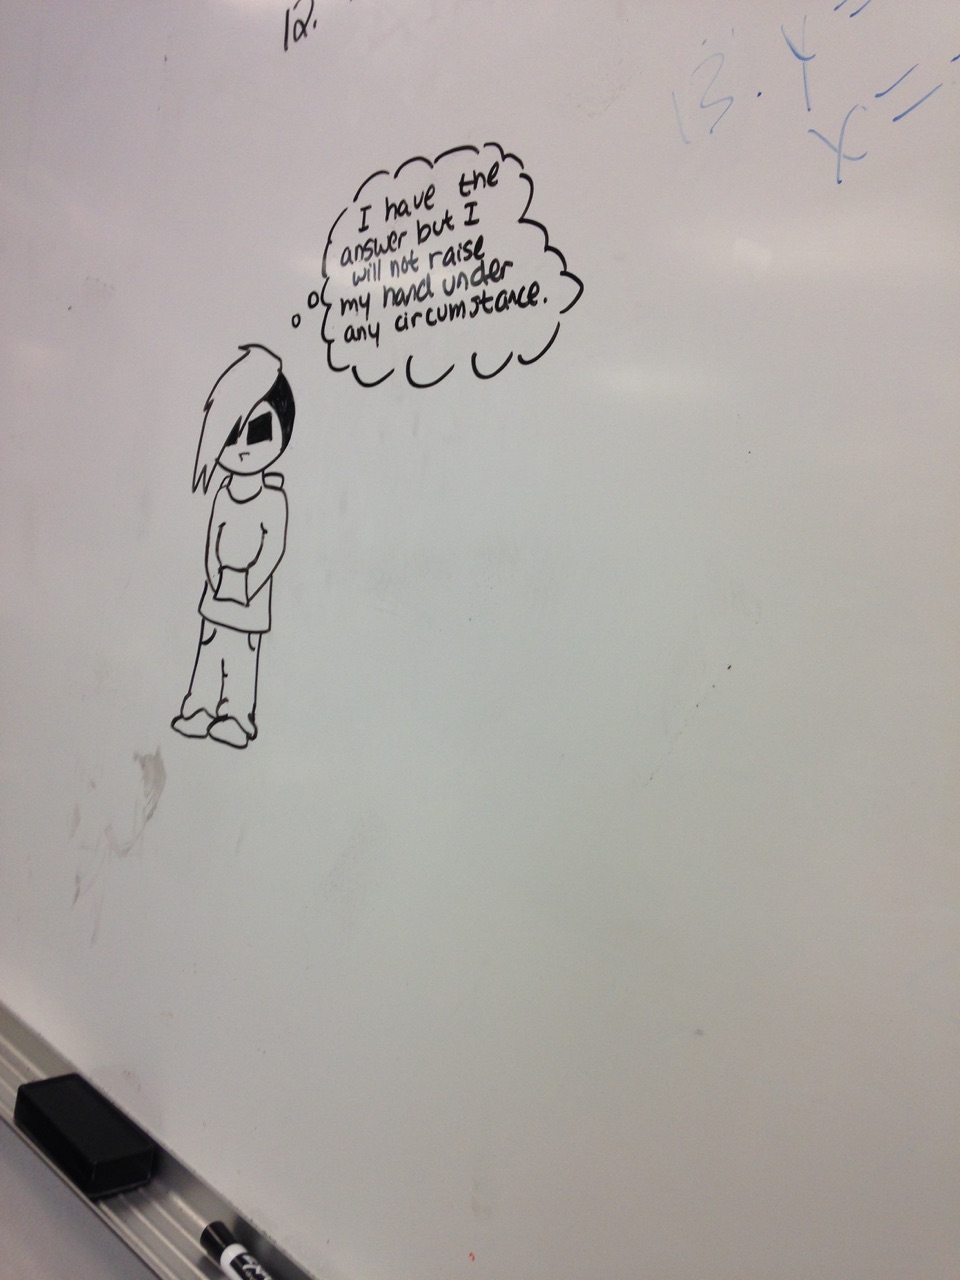 12.
13. Y =
X =
I have the
answer but I
will not raise
my hand under
any circumstance.